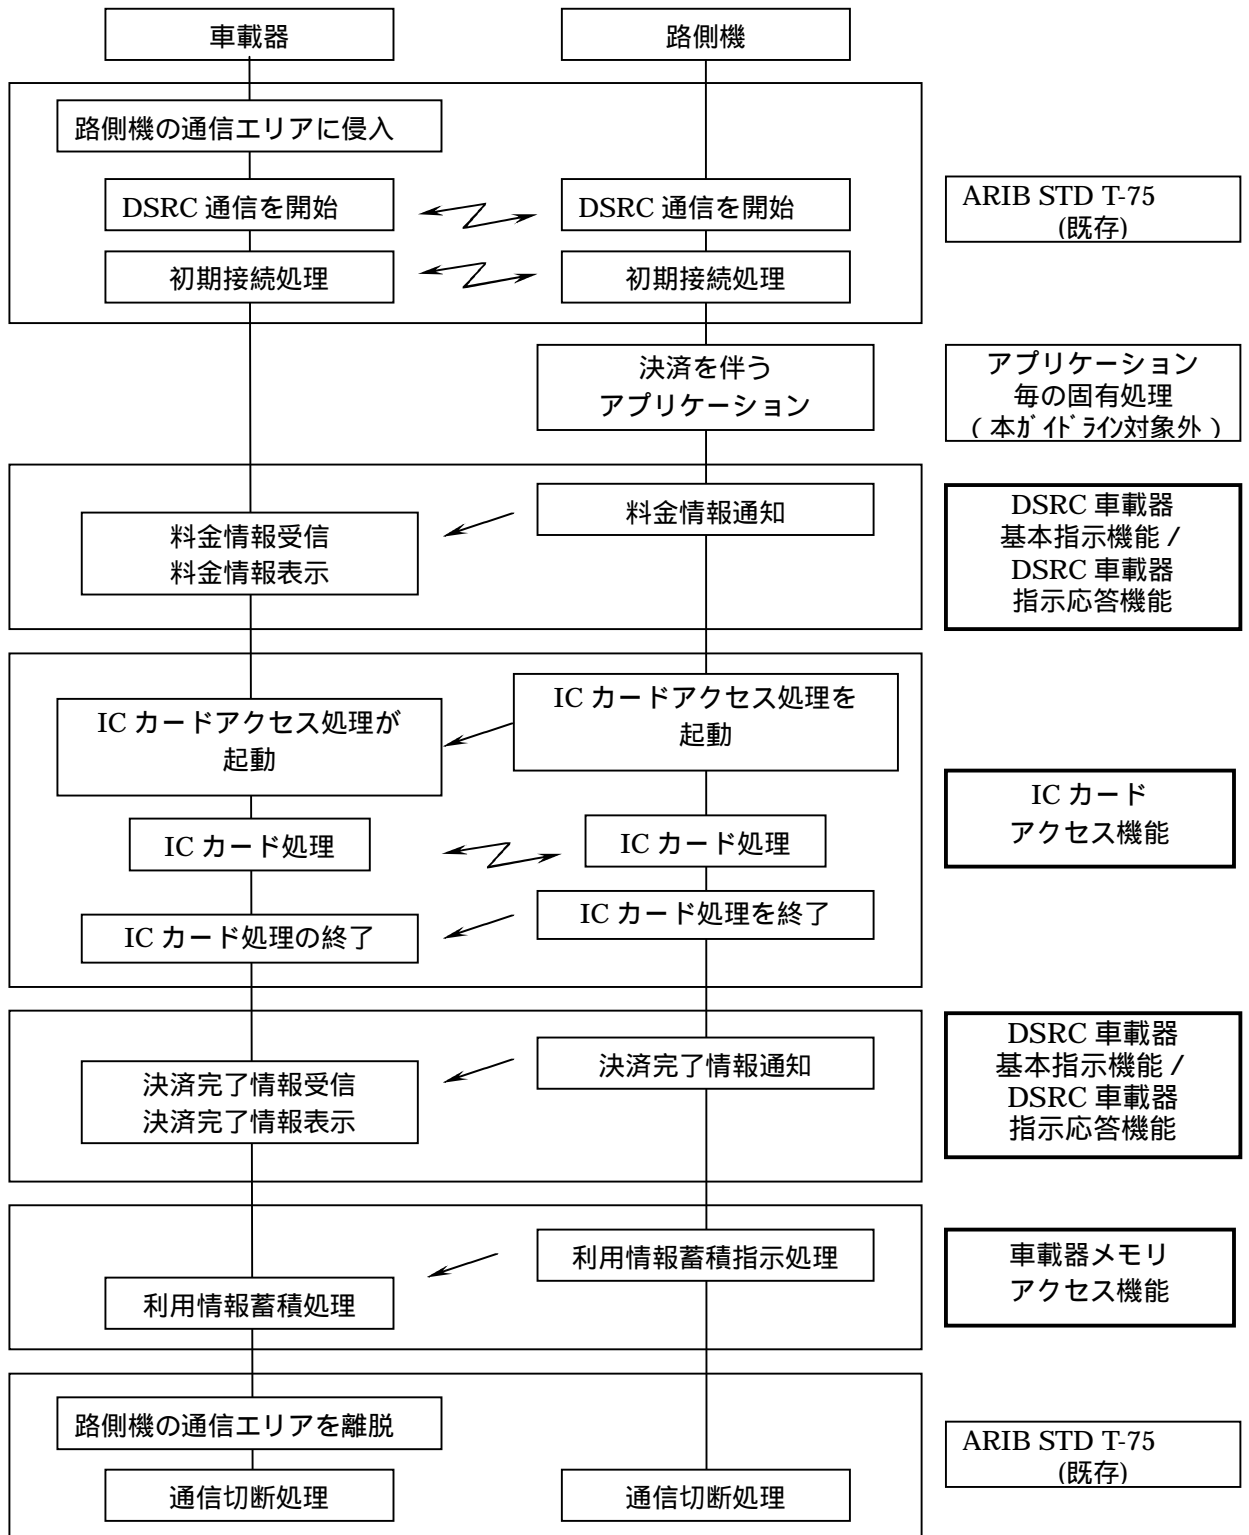 車載器
路側機
路側機の通信エリアに侵入
DSRC 通信を開始
DSRC 通信を開始
ARIB STD T-75
(既存)
初期接続処理
初期接続処理
決済を伴う
アプリケーション
アプリケーション
毎の固有処理
(本ガイドライン対象外)
料金情報通知
料金情報受信
料金情報表示
DSRC 車載器
基本指示機能/
DSRC 車載器
指示応答機能
IC カードアクセス処理を
起動
IC カードアクセス処理が
起動
IC カード
アクセス機能
IC カード処理
IC カード処理
IC カード処理を終了
IC カード処理の終了
決済完了情報通知
決済完了情報受信
決済完了情報表示
DSRC 車載器
基本指示機能/
DSRC 車載器
指示応答機能
利用情報蓄積指示処理
利用情報蓄積処理
車載器メモリ
アクセス機能
路側機の通信エリアを離脱
ARIB STD T-75
(既存)
通信切断処理
通信切断処理